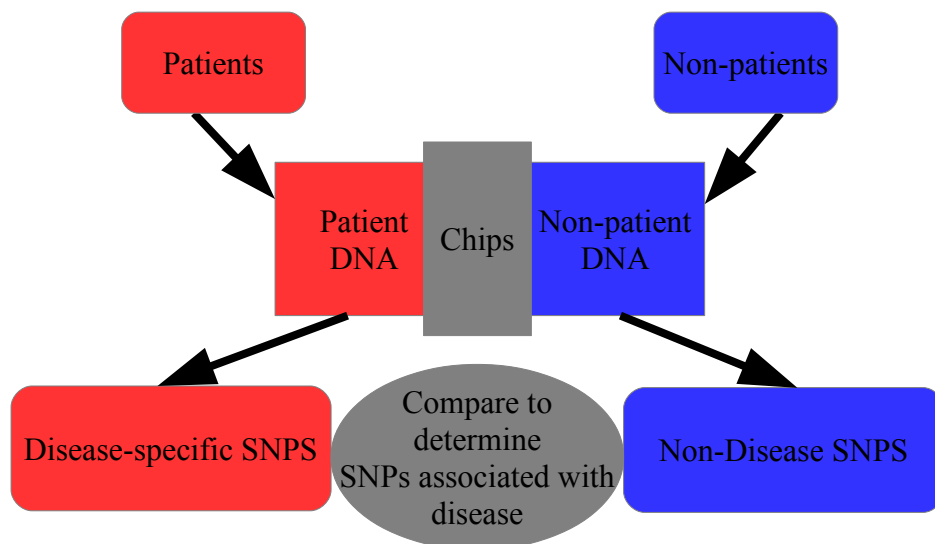 Patients
Non-patients
Patient
DNA
Chips
Non-patient
DNA
Disease-specific SNPS
Compare to
determine
SNPs associated with
disease
Non-Disease SNPS